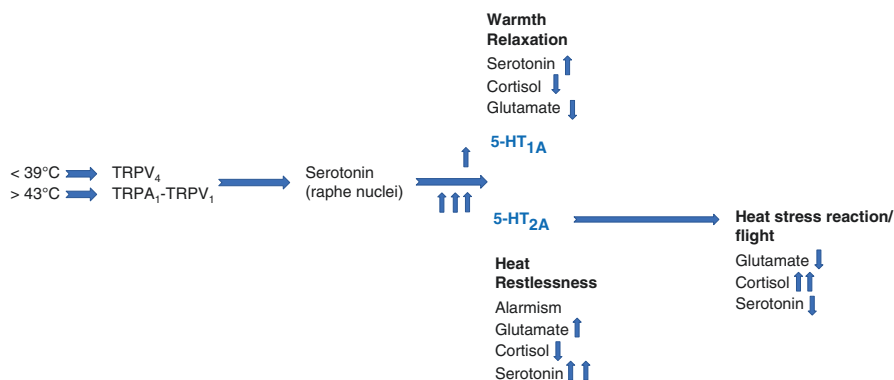 Warmth
Relaxation
Serotonin
Cortisol
Glutamate
5-HT1A
< 39°C
TRPV4
> 43°C
TRPA1-TRPV1
Serotonin
(raphe nuclei)
5-HT2A
Heat
Restlessness
Alarmism
Glutamate
Cortisol
Serotonin
Heat stress reaction/
flight
Glutamate
Cortisol
Serotonin